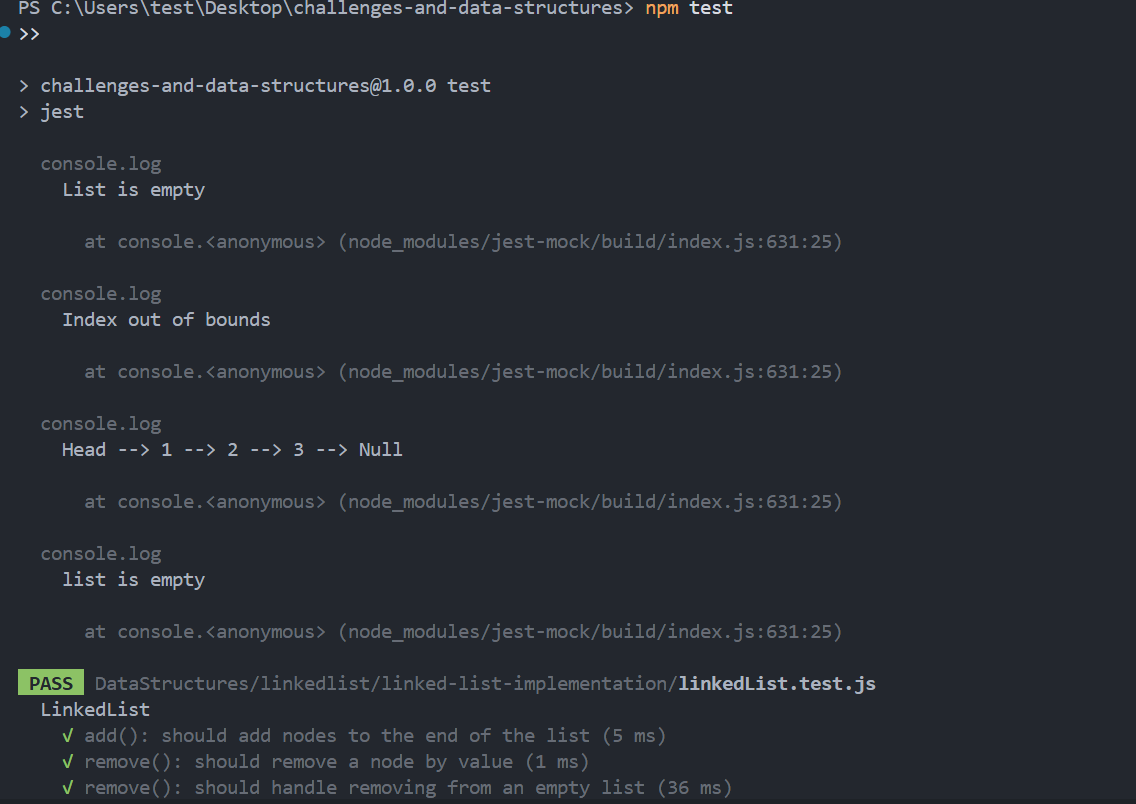 PS C:\Users\test\Desktop\challenges-and-data-structures> npm test
>>
> challenges-and-data-structures@1.0.0 test
> jest
console.log
List is empty
at console.<anonymous> (node_modules/jest-mock/build/index.js:631:25)
console.log
Index out of bounds
at console.<anonymous> (node_modules/jest-mock/build/index.js:631:25)
console.log
Head --> 1 --> 2 --> 3 --> Null
at console.<anonymous> (node_modules/jest-mock/build/index.js:631:25)
console.log
list is empty
at console.<anonymous> (node_modules/jest-mock/build/index.js:631:25)
PASS DataStructures/linkedlist/linked-list-implementation/linkedList.test.js
LinkedList
√ add(): should add nodes to the end of the list (5 ms)
√ remove(): should remove a node by value (1 ms)
√ remove(): should handle removing from an empty list (36 ms)